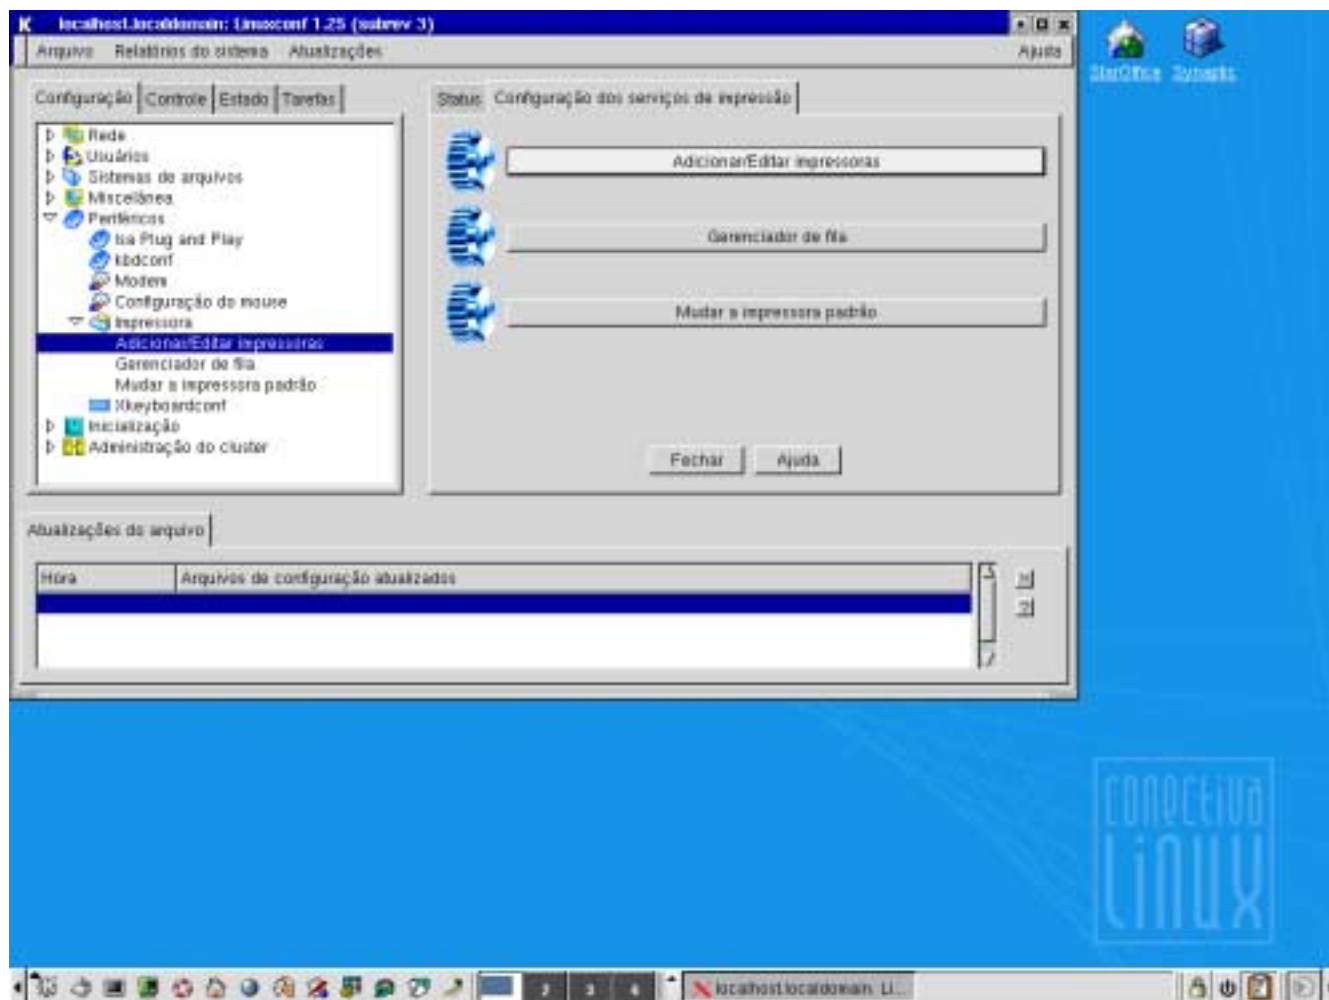 localhost.localdomain: Linuxconf 1.25 (subrev 3)
Arquivo Relatórios do sistema Atualizações Ajuda
StarOffice Synaptic
Configuração Controle Estado Tarefas
Rede
Usuários
Sistemas de arquivos
Miscelânea
Periféricos
Isa Plug and Play
kbdconf
Modem
Configuração do mouse
Impressora
Adicionar/Editar impressoras
Gerenciador de fila
Mudar a impressora padrão
Xkeyboardconf
Inicialização
Administração do cluster
Status Configuração dos serviços de impressão
Adicionar/Editar impressoras
Gerenciador de fila
Mudar a impressora padrão
Fechar Ajuda
Atualizações do arquivo
Hora Arquivos de configuração atualizados
conectiva
Linux
2 3 4 localhost.localdomain: Li...